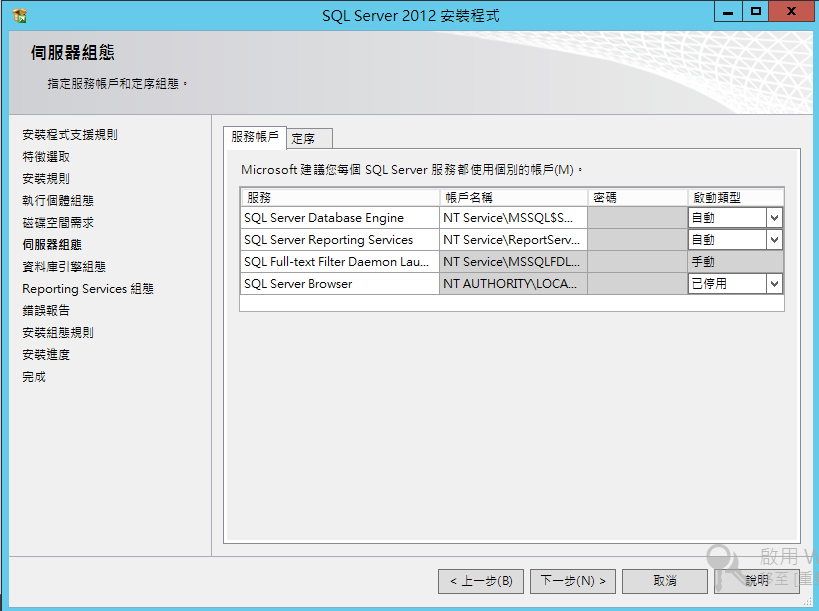 SQL Server 2012 安裝程式
伺服器組態
指定服務帳戶和定序組態。
安裝程式支援規則
特徵選取
安裝規則
執行個體組態
磁碟空間需求
伺服器組態
資料庫引擎組態
Reporting Services 組態
錯誤報告
安裝組態規則
安裝進度
完成
服務帳戶 定序
Microsoft 建議您每個 SQL Server 服務都使用個別的帳戶(M)。
服務 帳戶名稱 密碼 啟動類型
SQL Server Database Engine NT Service\MSSQL$S... 自動
SQL Server Reporting Services NT Service\ReportServ... 自動
SQL Full-text Filter Daemon Lau... NT Service\MSSQLFDL... 手動
SQL Server Browser NT AUTHORITY\LOCA... 已停用
< 上一步(B) 下一步(N) > 取消 說明
啟用 W
移至 [重